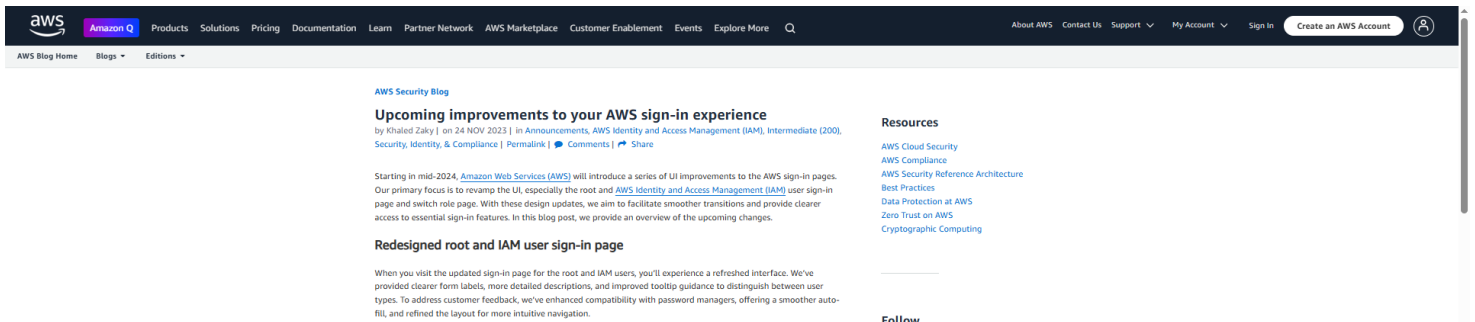 aws
Amazon Q Products Solutions Pricing Documentation Learn Partner Network AWS Marketplace Customer Enablement Events Explore More
About AWS Contact Us Support My Account Sign In Create an AWS Account
AWS Blog Home Blogs Editions
AWS Security Blog
Upcoming improvements to your AWS sign-in experience
by Khaled Zaky | on 24 NOV 2023 | in Announcements, AWS Identity and Access Management (IAM), Intermediate (200),
Security, Identity, & Compliance | Permalink | Comments | Share
Starting in mid-2024, Amazon Web Services (AWS) will introduce a series of UI improvements to the AWS sign-in pages.
Our primary focus is to revamp the UI, especially the root and AWS Identity and Access Management (IAM) user sign-in
page and switch role page. With these design updates, we aim to facilitate smoother transitions and provide clearer
access to essential sign-in features. In this blog post, we provide an overview of the upcoming changes.
Redesigned root and IAM user sign-in page
When you visit the updated sign-in page for the root and IAM users, you'll experience a refreshed interface. We've
provided clearer form labels, more detailed descriptions, and improved tooltip guidance to distinguish between user
types. To address customer feedback, we've enhanced compatibility with password managers, offering a smoother auto-
fill, and refined the layout for more intuitive navigation.
Resources
AWS Cloud Security
AWS Compliance
AWS Security Reference Architecture
Best Practices
Data Protection at AWS
Zero Trust on AWS
Cryptographic Computing
Follow